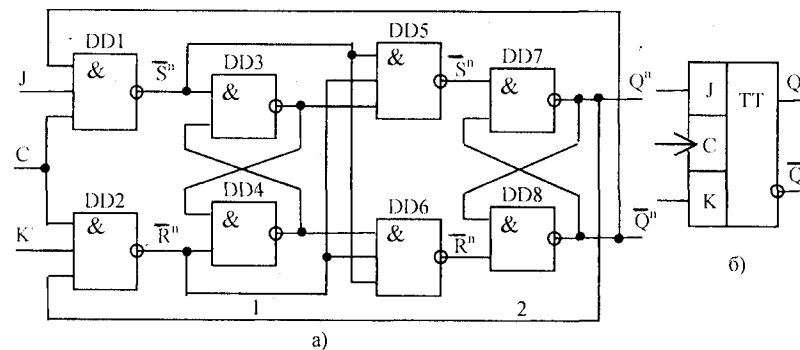 DD1
&
J
S̅ⁿ
DD3
&
DD5
&
S̅ⁿ
DD7
&
Qⁿ
C
DD2
&
K
R̅ⁿ
DD4
&
DD6
&
R̅ⁿ
DD8
&
Q̅ⁿ
1
2
а)
J
TT
Q
C
K
Q̅
б)